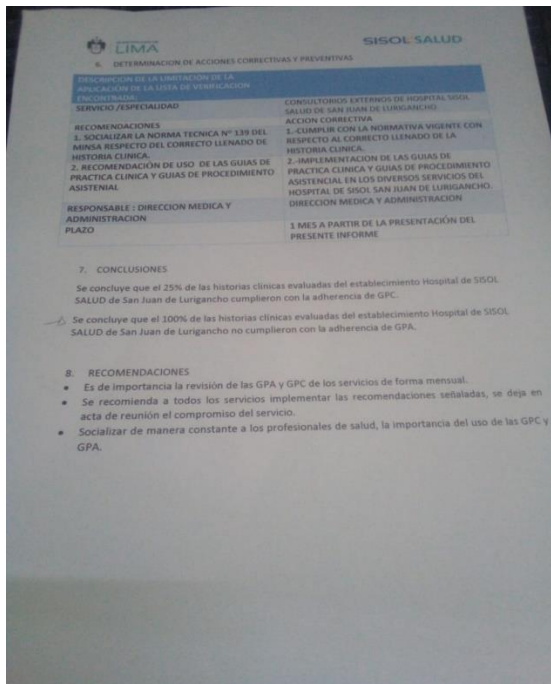 LIMA
SISOL SALUD
6. DETERMINACION DE ACCIONES CORRECTIVAS Y PREVENTIVAS
DESCRIPCION DE LA LIMITACIÓN DE LA
APLICACIÓN DE LA LISTA DE VERIFICACION
ENCONTRADA:
SERVICIO /ESPECIALIDAD
CONSULTORIOS EXTERNOS DE HOSPITAL SISOL
SALUD DE SAN JUAN DE LURIGANCHO.
RECOMENDACIONES
1. SOCIALIZAR LA NORMA TECNICA N° 139 DEL
MINSA RESPECTO DEL CORRECTO LLENADO DE
HISTORIA CLINICA.
2. RECOMENDACIÓN DE USO DE LAS GUIAS DE
PRACTICA CLINICA Y GUIAS DE PROCEDIMIENTO
ASISTENIAL
ACCION CORRECTIVA
1.-CUMPLIR CON LA NORMATIVA VIGENTE CON
RESPECTO AL CORRECTO LLENADO DE LA
HISTORIA CLINICA.
2.-IMPLEMENTACION DE LAS GUIAS DE
PRACTICA CLINICA Y GUIAS DE PROCEDIMIENTO
ASISTENCIAL EN LOS DIVERSOS SERVICIOS DEL
HOSPITAL DE SISOL SAN JUAN DE LURIGANCHO.
RESPONSABLE : DIRECCION MEDICA Y
ADMINISTRACION
DIRECCION MEDICA Y ADMINISTRACION
PLAZO
1 MES A PARTIR DE LA PRESENTACIÓN DEL
PRESENTE INFORME
7. CONCLUSIONES
Se concluye que el 25% de las historias clínicas evaluadas del establecimiento Hospital de SISOL
SALUD de San Juan de Lurigancho cumplieron con la adherencia de GPC.
Se concluye que el 100% de las historias clínicas evaluadas del establecimiento Hospital de SISOL
SALUD de San Juan de Lurigancho no cumplieron con la adherencia de GPA.
8. RECOMENDACIONES
• Es de importancia la revisión de las GPA y GPC de los servicios de forma mensual.
• Se recomienda a todos los servicios implementar las recomendaciones señaladas, se deja en
acta de reunión el compromiso del servicio.
• Socializar de manera constante a los profesionales de salud, la importancia del uso de las GPC y
GPA.